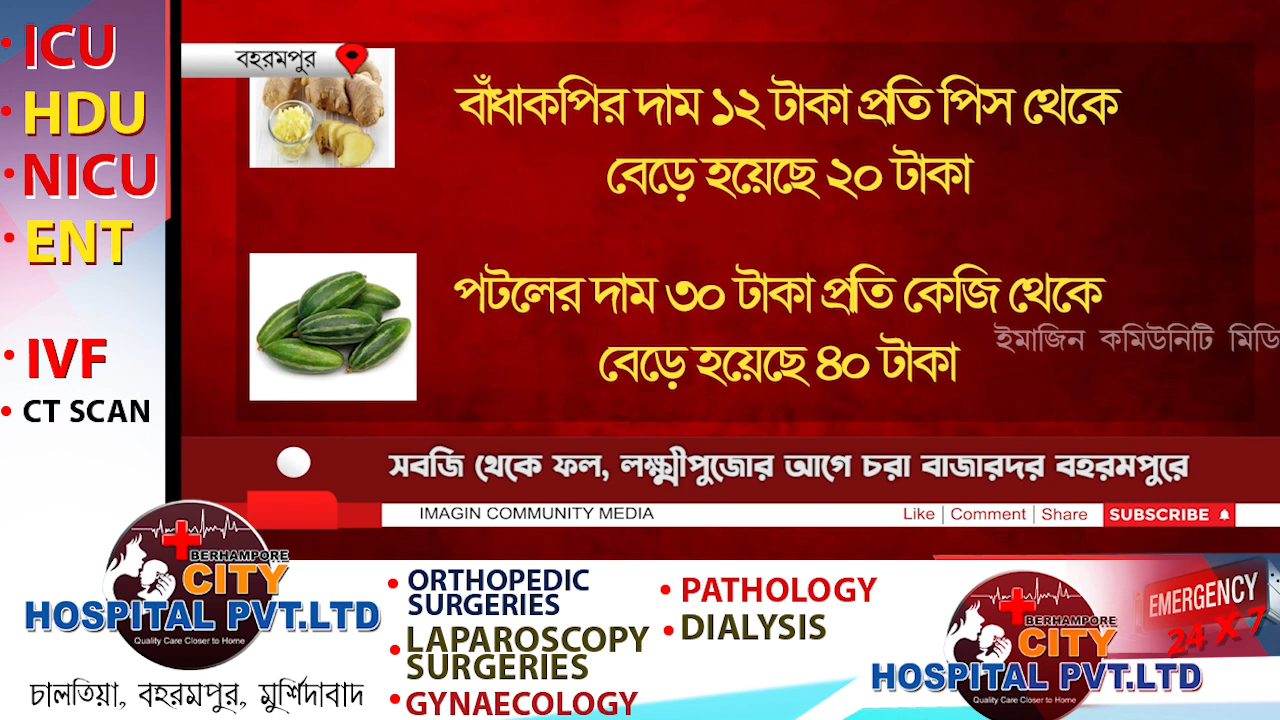 ICU
HDU
NICU
ENT
IVF
CT SCAN
বহরমপুর
বাঁধাকপির দাম ১২ টাকা প্রতি পিস থেকে
বেড়ে হয়েছে ২০ টাকা
পটলের দাম ৩০ টাকা প্রতি কেজি থেকে
বেড়ে হয়েছে ৪০ টাকা
ইমাজিন কমিউনিটি মিডি
সবজি থেকে ফল, লক্ষ্মীপুজোর আগে চরা বাজারদর বহরমপুরে
IMAGIN COMMUNITY MEDIA
Like | Comment | Share
SUBSCRIBE
BERHAMPORE
CITY
HOSPITAL PVT.LTD
Quality Care Closer to Home
চালতিয়া, বহরমপুর, মুর্শিদাবাদ
ORTHOPEDIC
SURGERIES
LAPAROSCOPY
SURGERIES
GYNAECOLOGY
PATHOLOGY
DIALYSIS
BERHAMPORE
CITY
HOSPITAL PVT.LTD
Quality Care Closer to Home
EMERGENCY
24 X 7